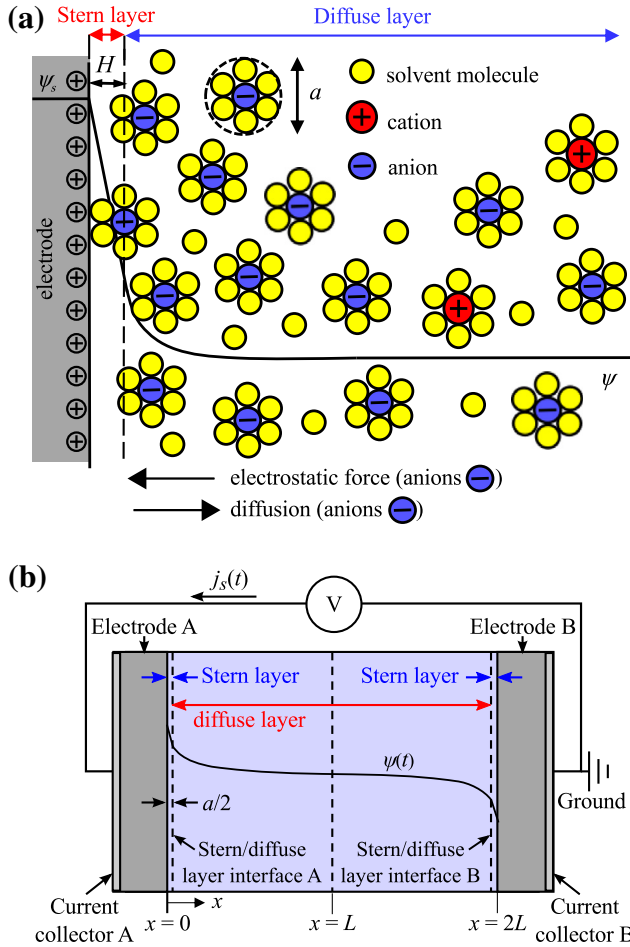 (a)
Stern layer
Diffuse layer
H
ψs
a
solvent molecule
cation
anion
electrode
ψ
electrostatic force (anions)
diffusion (anions)
(b)
js(t)
V
Electrode A
Electrode B
Stern layer
Stern layer
diffuse layer
ψ(t)
a/2
Ground
Stern/diffuse
layer interface A
Stern/diffuse
layer interface B
Current
collector A
x = 0
x
x = L
x = 2L
Current
collector B